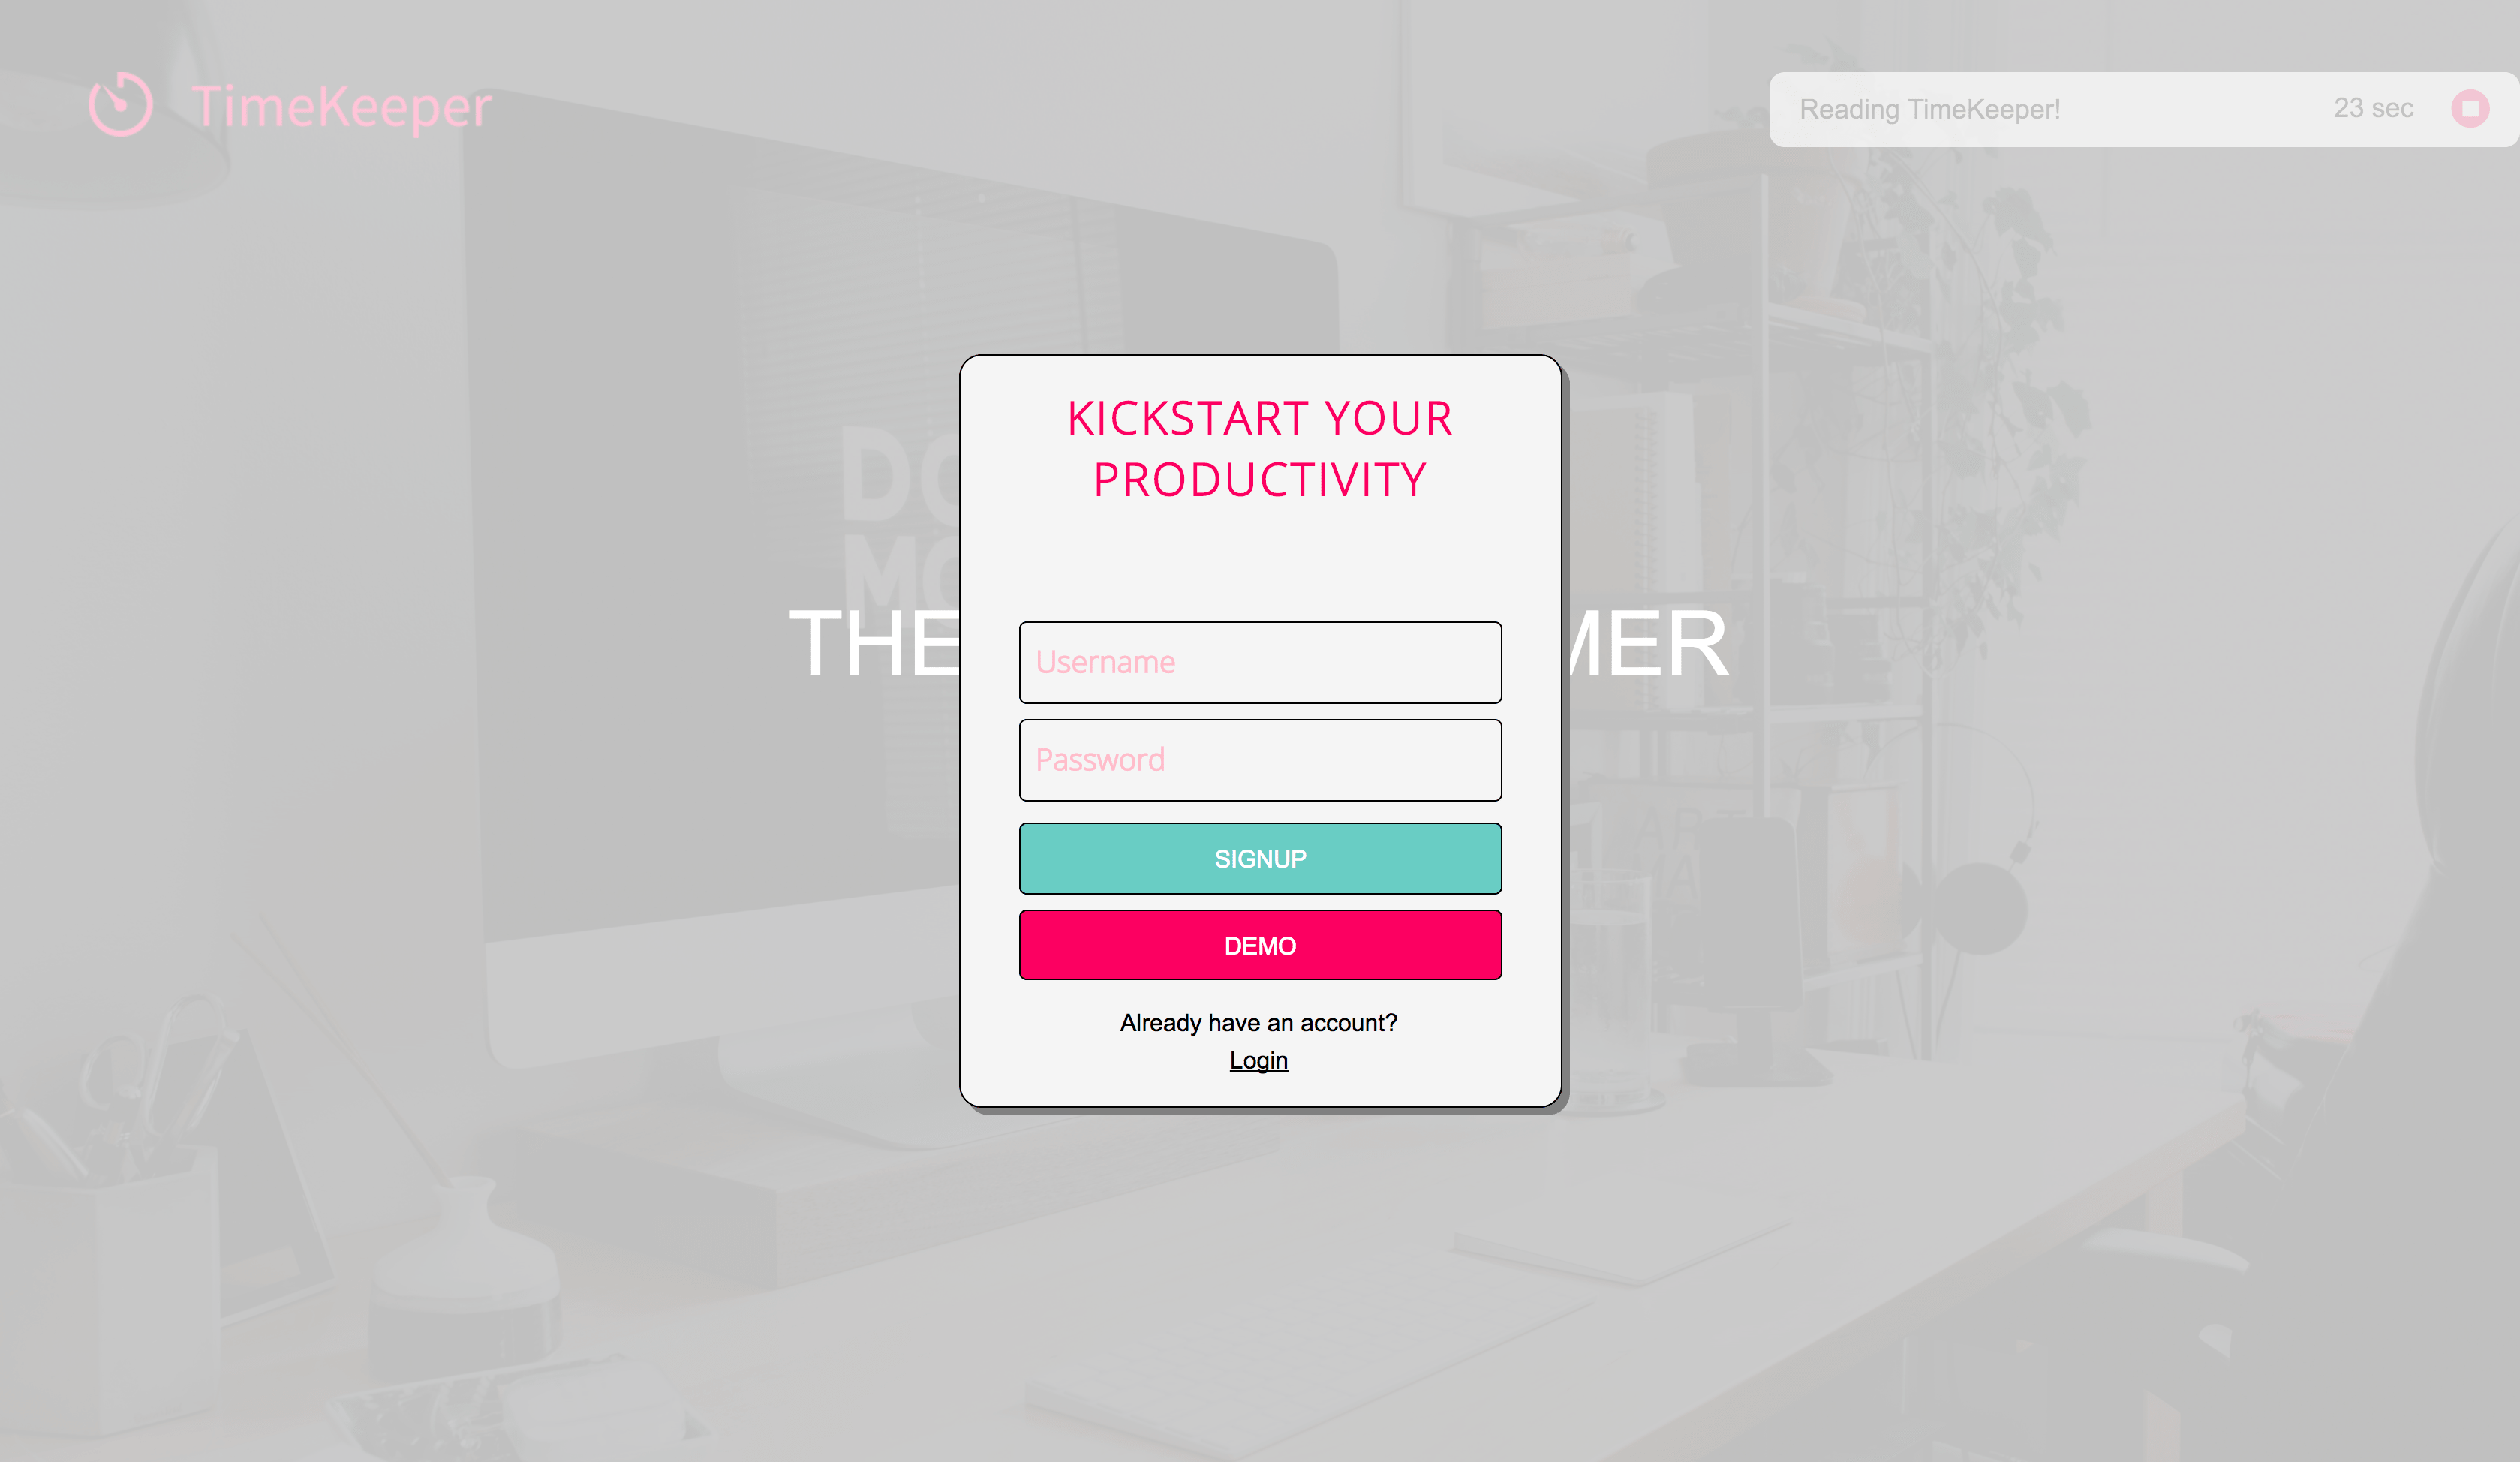 TimeKeeper
Reading TimeKeeper!
23 sec
KICKSTART YOUR
PRODUCTIVITY
DO
THE
MER
Username
Password
SIGNUP
DEMO
Already have an account?
Login